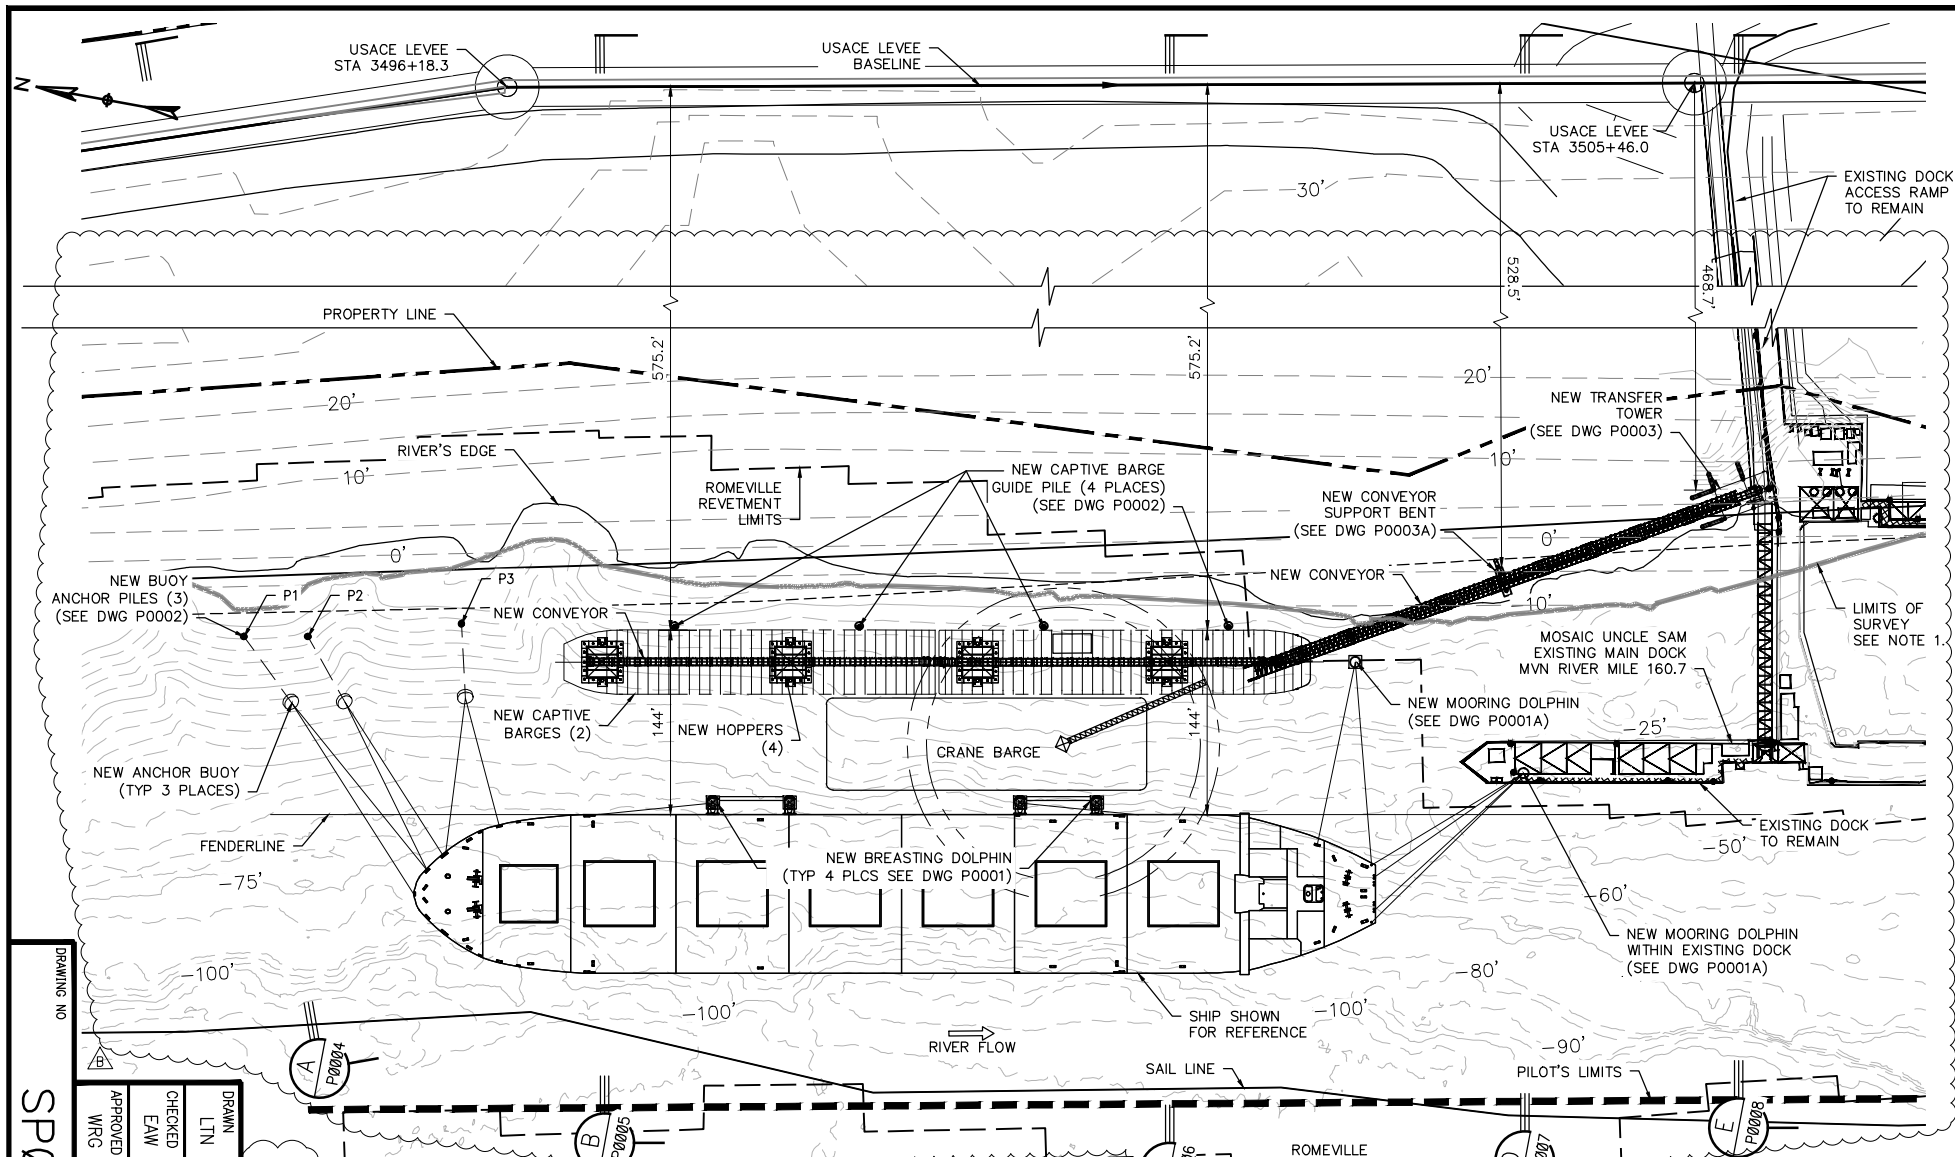 USACE LEVEE
STA 3496+18.3
USACE LEVEE
BASELINE
N
USACE LEVEE
STA 3505+46.0
EXISTING DOCK
ACCESS RAMP
TO REMAIN
30'
528.5'
468.7'
PROPERTY LINE
575.2'
575.2'
20'
20'
NEW TRANSFER
TOWER
(SEE DWG P0003)
RIVER'S EDGE
10'
10'
ROMEVILLE
REVETMENT
LIMITS
NEW CAPTIVE BARGE
GUIDE PILE (4 PLACES)
(SEE DWG P0002)
NEW CONVEYOR
SUPPORT BENT
(SEE DWG P0003A)
0'
0'
NEW BUOY
ANCHOR PILES (3)
(SEE DWG P0002)
P1
P2
P3
NEW CONVEYOR
NEW CONVEYOR
-10'
LIMITS OF
SURVEY
SEE NOTE 1.
MOSAIC UNCLE SAM
EXISTING MAIN DOCK
MVN RIVER MILE 160.7
NEW CAPTIVE
BARGES (2)
144'
NEW HOPPERS
(4)
144'
CRANE BARGE
NEW MOORING DOLPHIN
(SEE DWG P0001A)
-25'
NEW ANCHOR BUOY
(TYP 3 PLACES)
FENDERLINE
EXISTING DOCK
TO REMAIN
-50'
NEW BREASTING DOLPHIN
(TYP 4 PLCS SEE DWG P0001)
-75'
-60'
NEW MOORING DOLPHIN
WITHIN EXISTING DOCK
(SEE DWG P0001A)
-100'
-80'
-100'
-100'
SHIP SHOWN
FOR REFERENCE
RIVER FLOW
-90'
SAIL LINE
PILOT'S LIMITS
DRAWING NO
B
A
P0004
B
P0005
E
P0008
ROMEVILLE
DRAWN
LTN
CHECKED
EAW
APPROVED
WRG